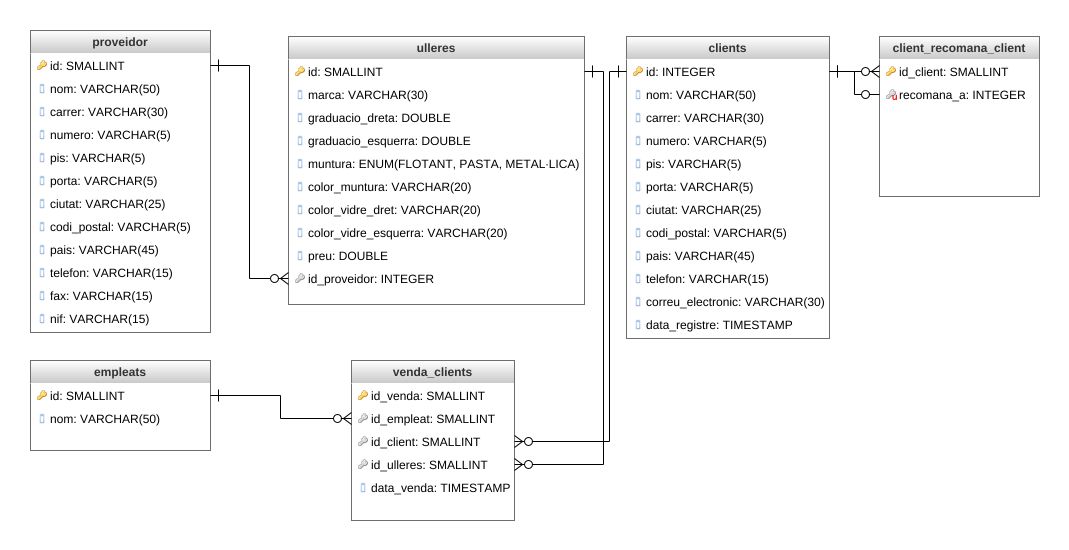 proveidor
id: SMALLINT
nom: VARCHAR(50)
carrer: VARCHAR(30)
numero: VARCHAR(5)
pis: VARCHAR(5)
porta: VARCHAR(5)
ciutat: VARCHAR(25)
codi_postal: VARCHAR(5)
pais: VARCHAR(45)
telefon: VARCHAR(15)
fax: VARCHAR(15)
nif: VARCHAR(15)
ulleres
id: SMALLINT
marca: VARCHAR(30)
graduacio_dreta: DOUBLE
graduacio_esquerra: DOUBLE
muntura: ENUM(FLOTANT, PASTA, METAL·LICA)
color_muntura: VARCHAR(20)
color_vidre_dret: VARCHAR(20)
color_vidre_esquerra: VARCHAR(20)
preu: DOUBLE
id_proveidor: INTEGER
clients
id: INTEGER
nom: VARCHAR(50)
carrer: VARCHAR(30)
numero: VARCHAR(5)
pis: VARCHAR(5)
porta: VARCHAR(5)
ciutat: VARCHAR(25)
codi_postal: VARCHAR(5)
pais: VARCHAR(45)
telefon: VARCHAR(15)
correu_electronic: VARCHAR(30)
data_registre: TIMESTAMP
client_recomana_client
id_client: SMALLINT
recomana_a: INTEGER
empleats
id: SMALLINT
nom: VARCHAR(50)
venda_clients
id_venda: SMALLINT
id_empleat: SMALLINT
id_client: SMALLINT
id_ulleres: SMALLINT
data_venda: TIMESTAMP